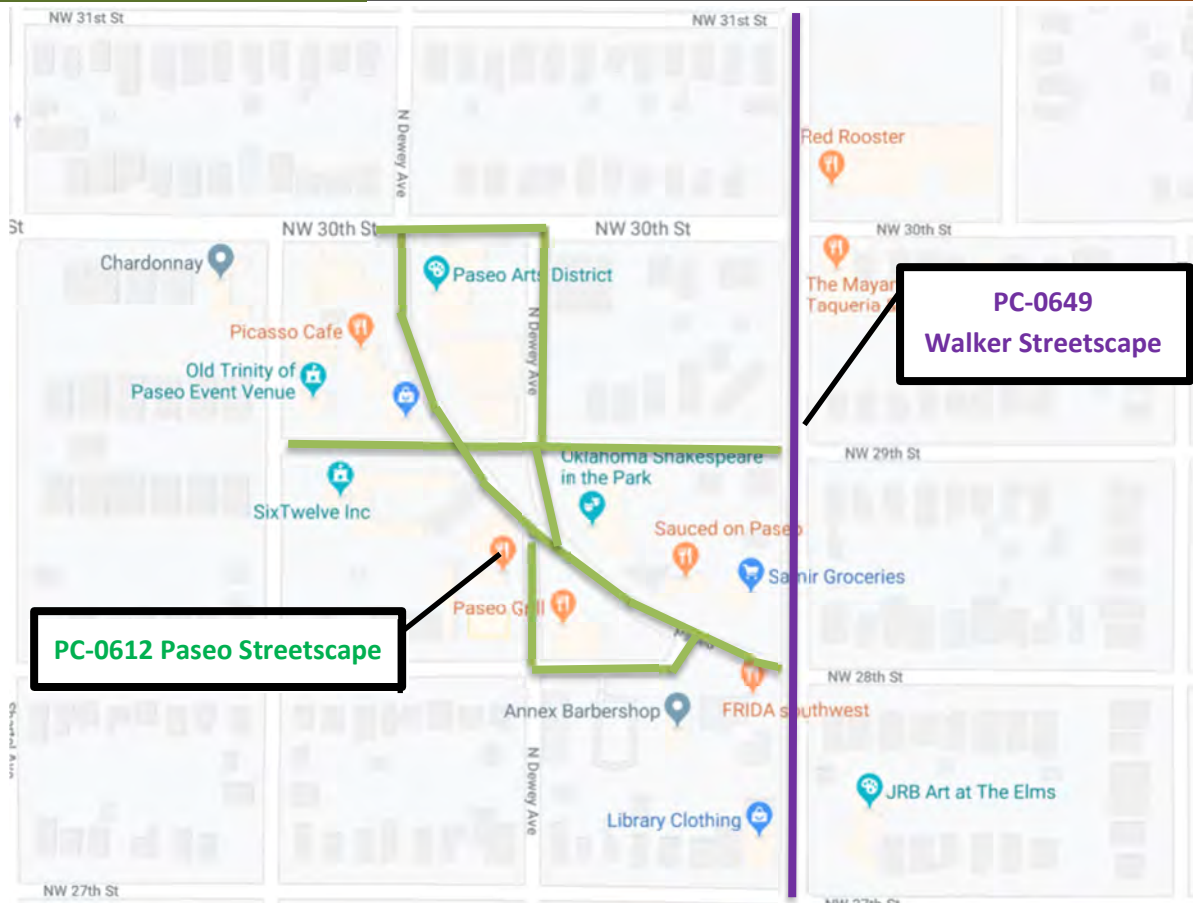 NW 31st St
NW 31st St
N Dewey Ave
Red Rooster
St
NW 30th St
NW 30th St
NW 30th St
Chardonnay
Paseo Arts District
The Mayan
Taqueria
PC-0649
Walker Streetscape
Picasso Cafe
N Dewey Ave
Old Trinity of
Paseo Event Venue
NW 29th St
Oklahoma Shakespeare
in the Park
SixTwelve Inc
Sauced on Paseo
Samir Groceries
Paseo Grill
PC-0612 Paseo Streetscape
NW 28th St
Annex Barbershop
FRIDA southwest
N Dewey Ave
JRB Art at The Elms
Library Clothing
NW 27th St
NW 27th St